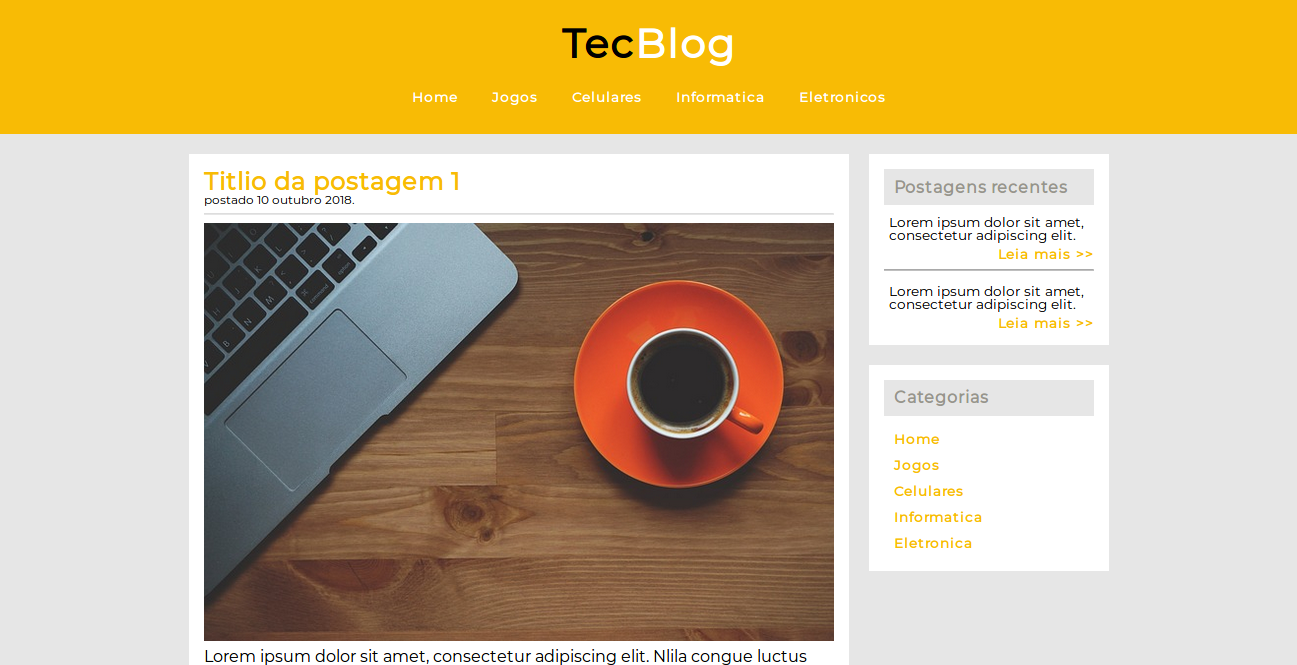 TecBlog
Home Jogos Celulares Informatica Eletronicos
Titlio da postagem 1
postado 10 outubro 2018.
Lorem ipsum dolor sit amet, consectetur adipiscing elit. Nlila congue luctus
Postagens recentes
Lorem ipsum dolor sit amet,
consectetur adipiscing elit.
Leia mais >>
Lorem ipsum dolor sit amet,
consectetur adipiscing elit.
Leia mais >>
Categorias
Home
Jogos
Celulares
Informatica
Eletronica